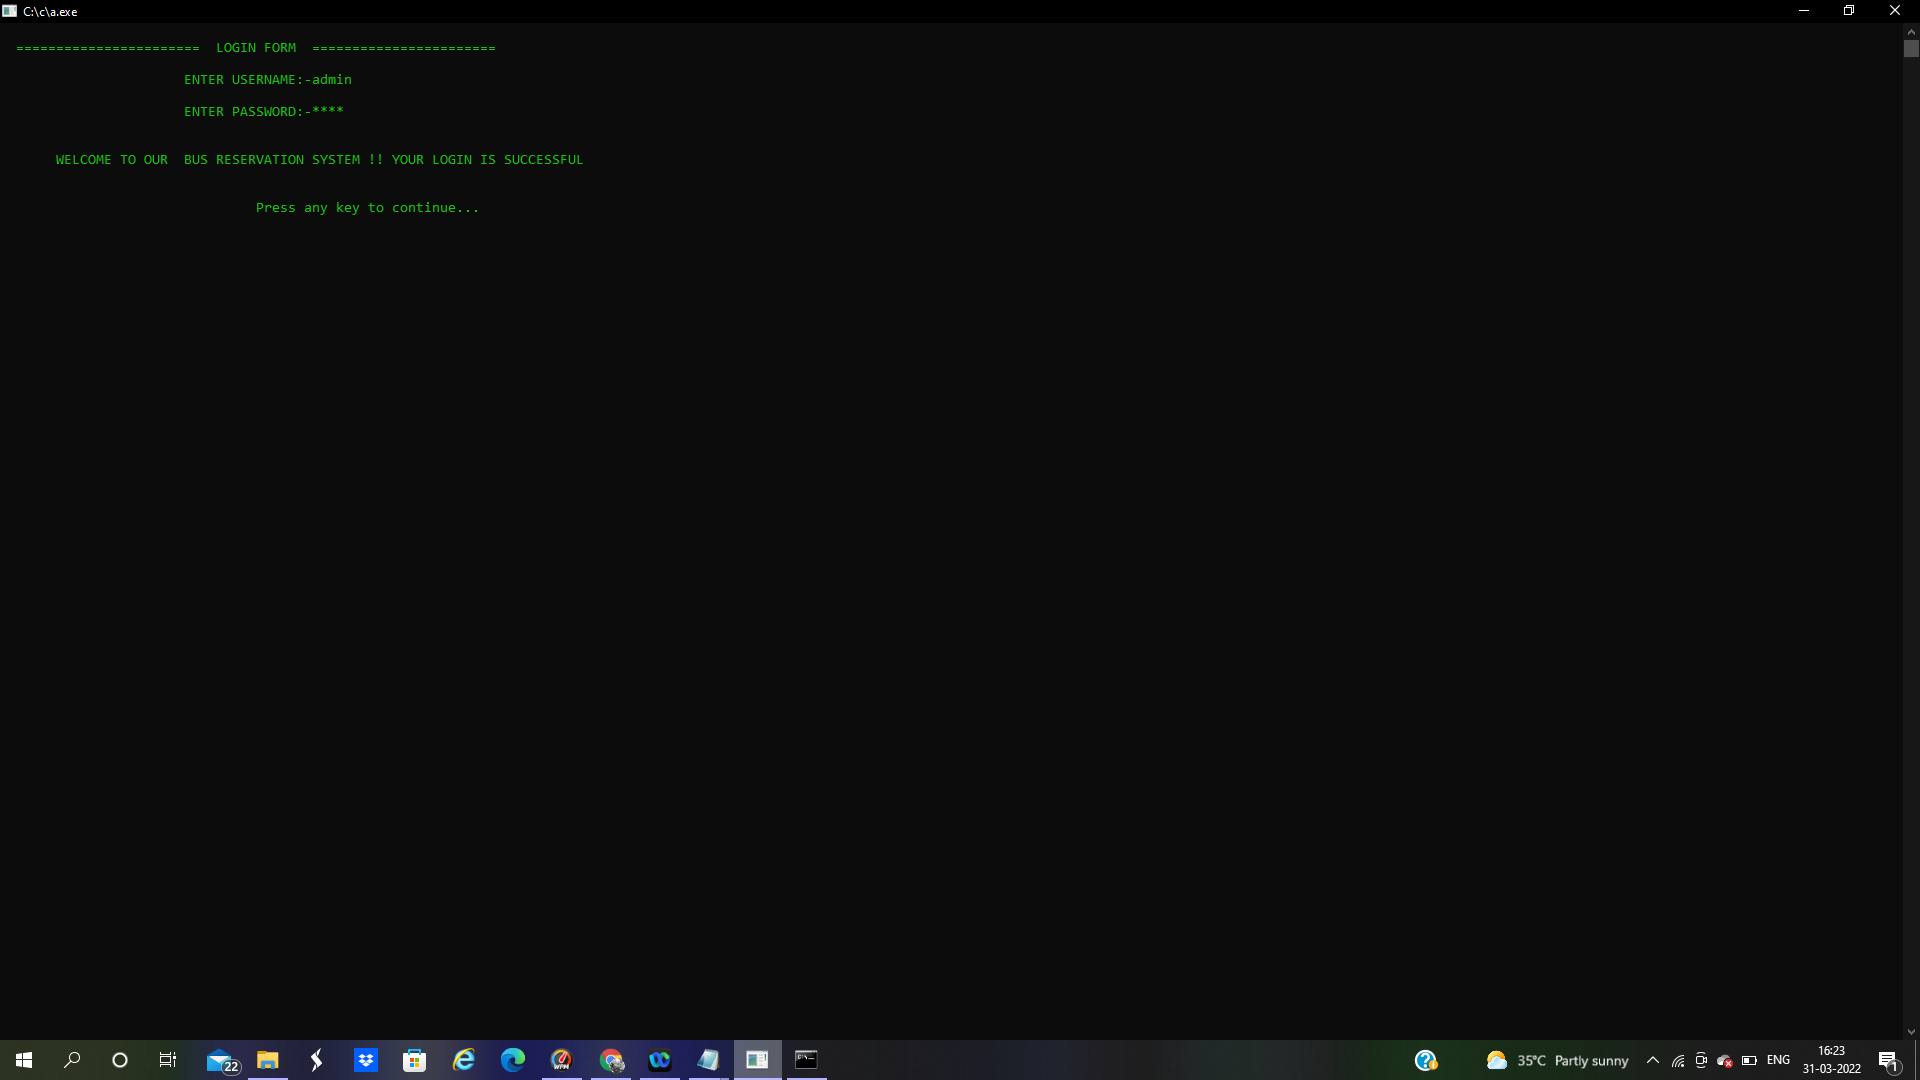 C:\c\a.exe
======================= LOGIN FORM =======================
ENTER USERNAME:-admin
ENTER PASSWORD:-****
WELCOME TO OUR  BUS RESERVATION SYSTEM !! YOUR LOGIN IS SUCCESSFUL
Press any key to continue...
22
WPM
C:\
35°C Partly sunny
ENG
16:23
31-03-2022
1